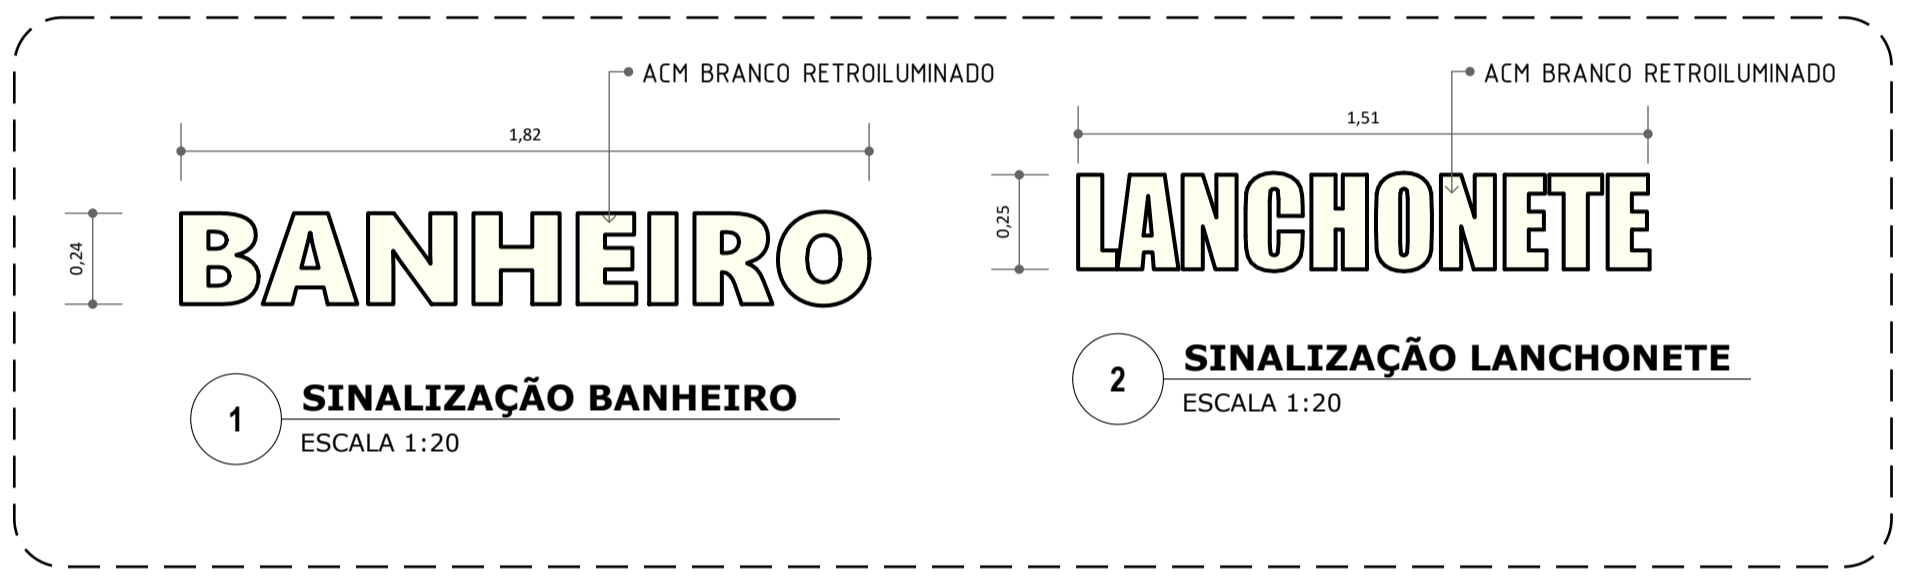 ACM BRANCO RETROILUMINADO
1,82
0,24
BANHEIRO
1
SINALIZAÇÃO BANHEIRO
ESCALA 1:20
ACM BRANCO RETROILUMINADO
1,51
0,25
LANCHONETE
2
SINALIZAÇÃO LANCHONETE
ESCALA 1:20